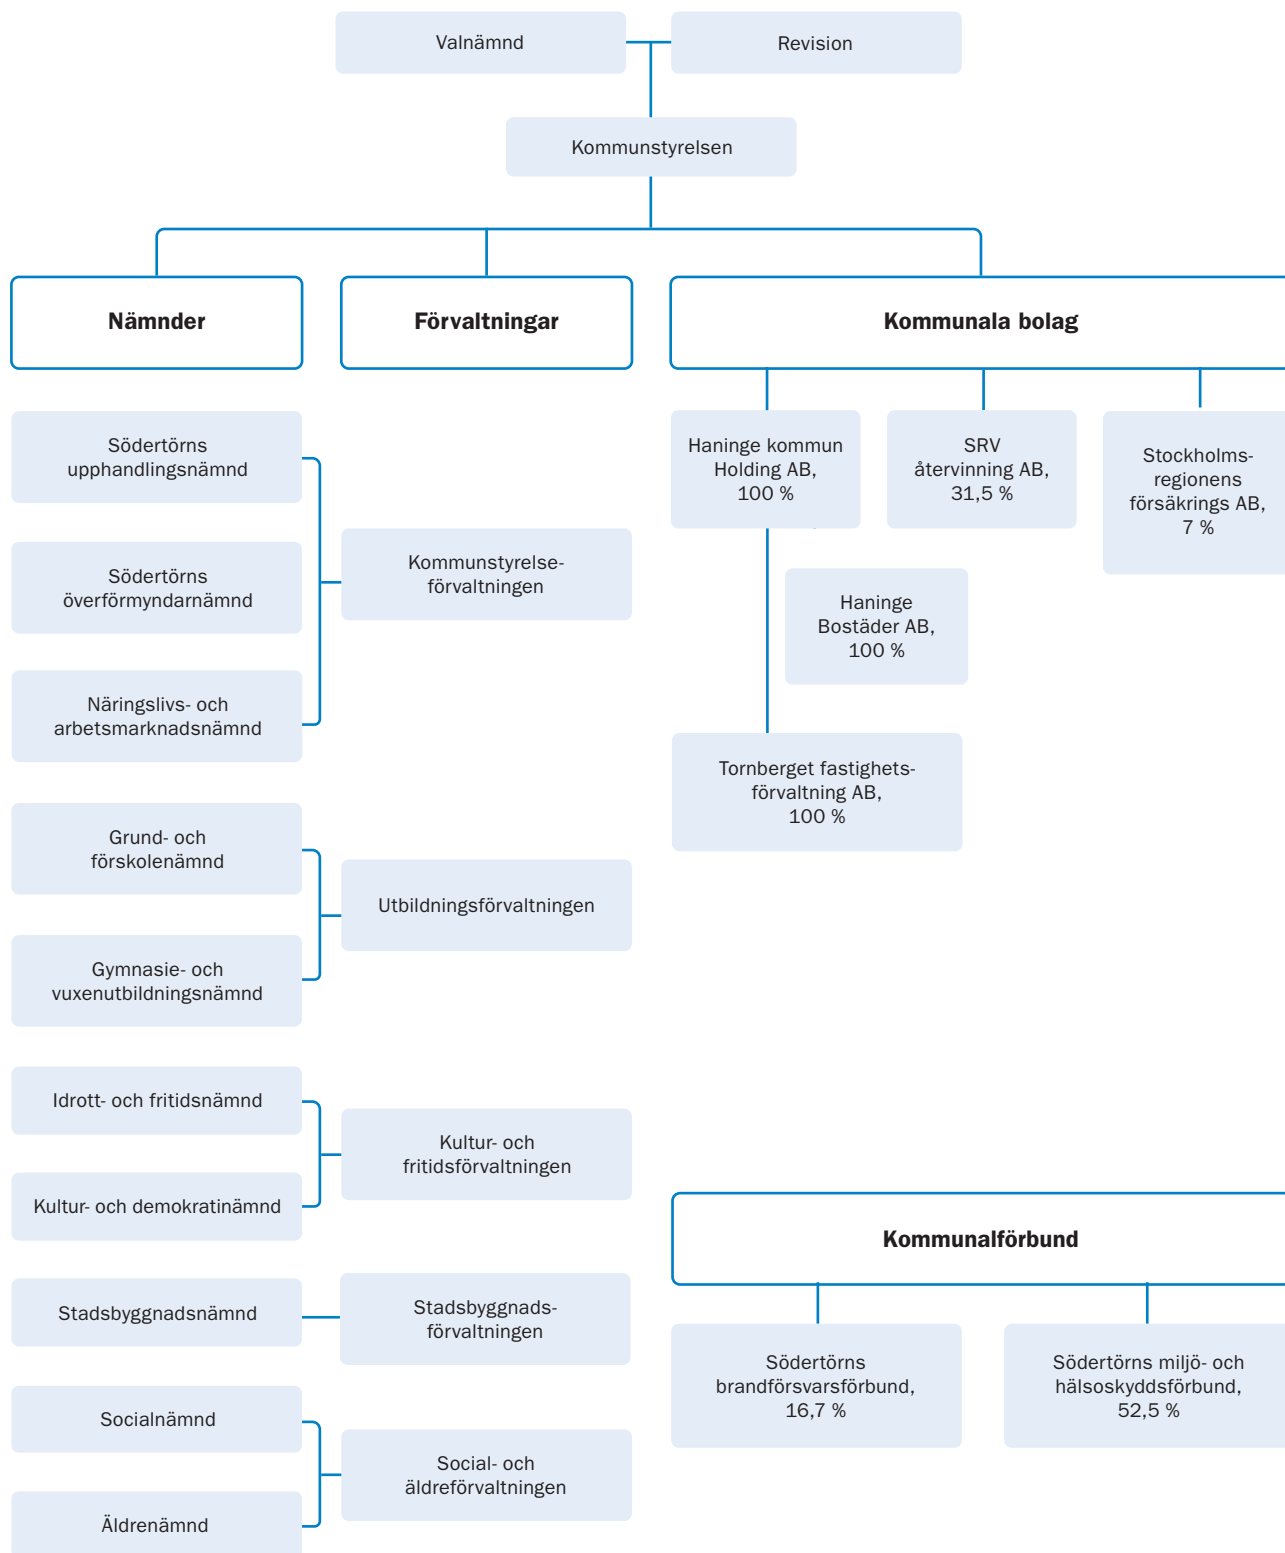 Valnämnd
Revision
Kommunstyrelsen
Nämnder
Förvaltningar
Kommunala bolag
Södertörns
upphandlingsnämnd
Södertörns
överförmyndarnämnd
Näringslivs- och
arbetsmarknadsnämnd
Kommunstyrelse-
förvaltningen
Grund- och
förskolenämnd
Gymnasie- och
vuxenutbildningsnämnd
Utbildningsförvaltningen
Idrott- och fritidsnämnd
Kultur- och demokratinämnd
Kultur- och
fritidsförvaltningen
Stadsbyggnadsnämnd
Stadsbyggnads-
förvaltningen
Socialnämnd
Äldrenämnd
Social- och
äldreförvaltningen
Haninge kommun
Holding AB,
100 %
SRV
återvinning AB,
31,5 %
Stockholms-
regionens
försäkrings AB,
7 %
Haninge
Bostäder AB,
100 %
Tornberget fastighets-
förvaltning AB,
100 %
Kommunalförbund
Södertörns
brandförsvarsförbund,
16,7 %
Södertörns miljö- och
hälsoskyddsförbund,
52,5 %